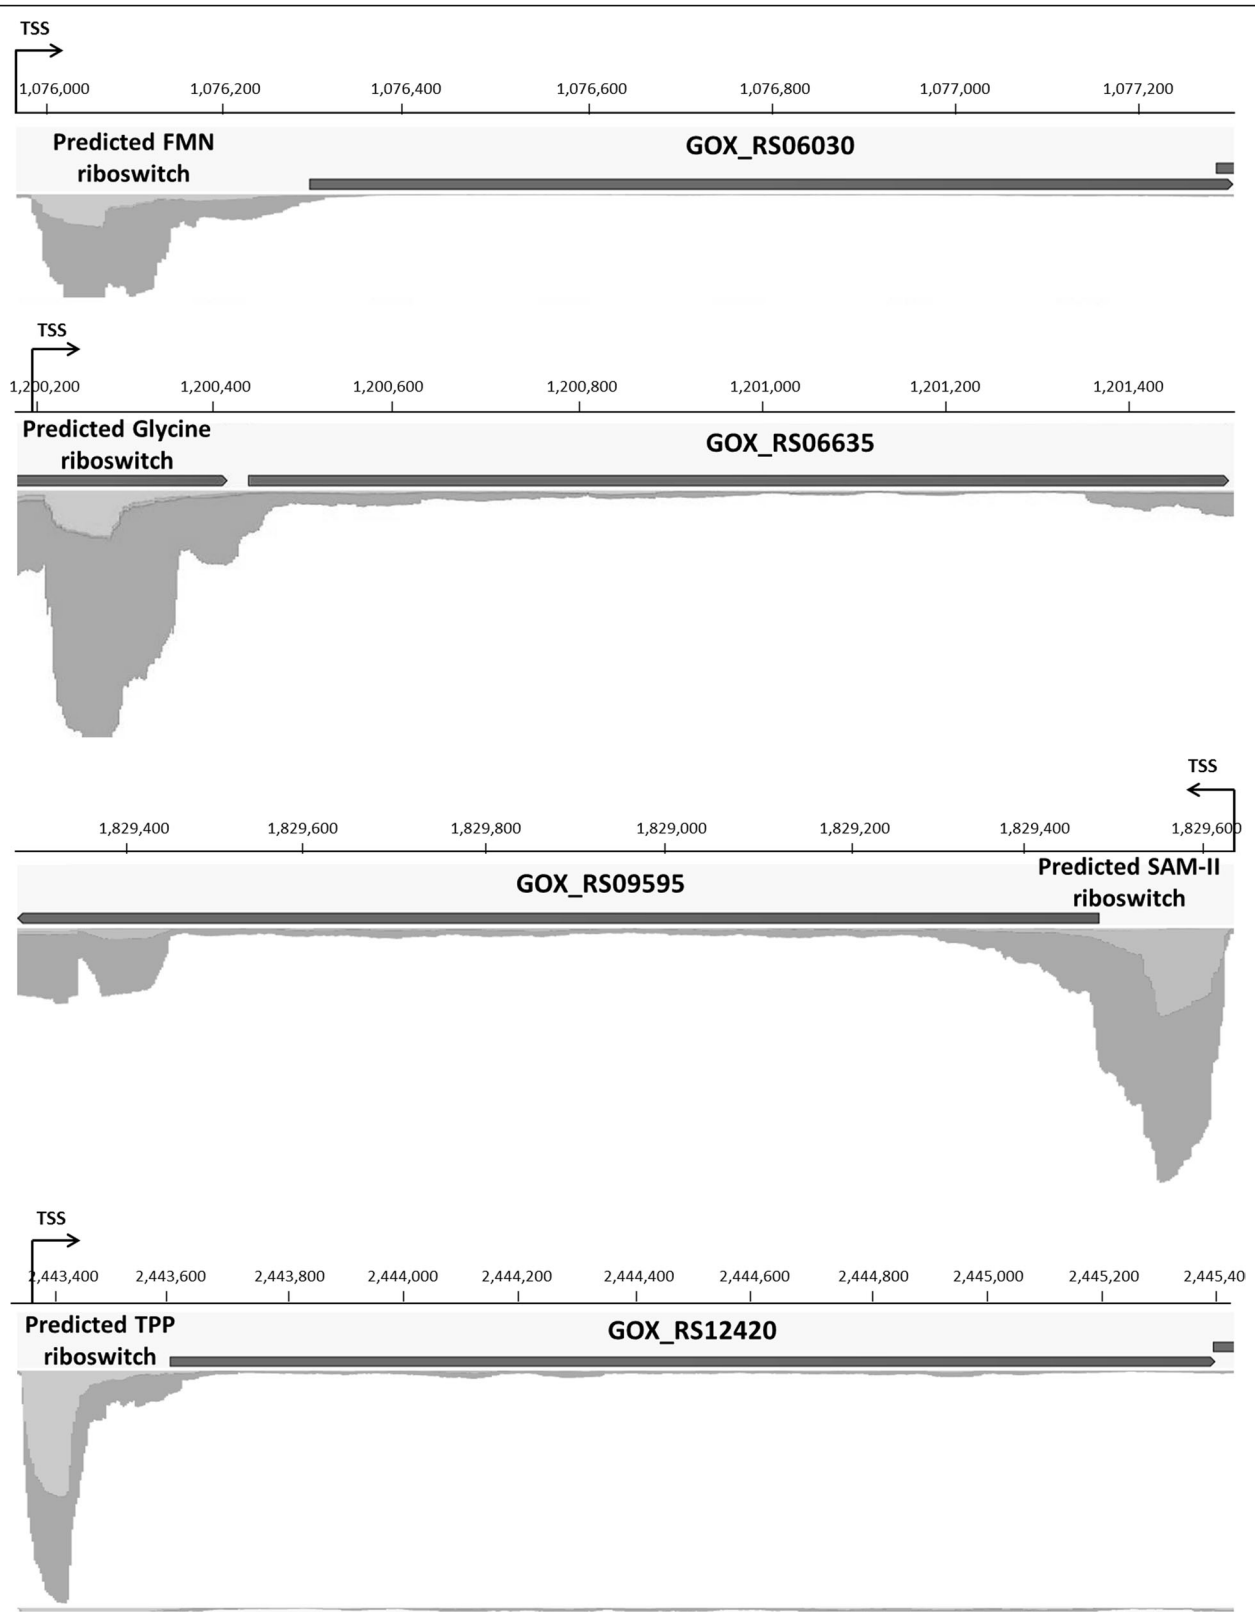 TSS
1,076,000 1,076,200 1,076,400 1,076,600 1,076,800 1,077,000 1,077,200
Predicted FMN
riboswitch
GOX_RS06030
TSS
1,200,200 1,200,400 1,200,600 1,200,800 1,201,000 1,201,200 1,201,400
Predicted Glycine
riboswitch
GOX_RS06635
TSS
1,829,400 1,829,600 1,829,800 1,829,000 1,829,200 1,829,400 1,829,600
GOX_RS09595
Predicted SAM-II
riboswitch
TSS
2,443,400 2,443,600 2,443,800 2,444,000 2,444,200 2,444,400 2,444,600 2,444,800 2,445,000 2,445,200 2,445,40
Predicted TPP
riboswitch
GOX_RS12420